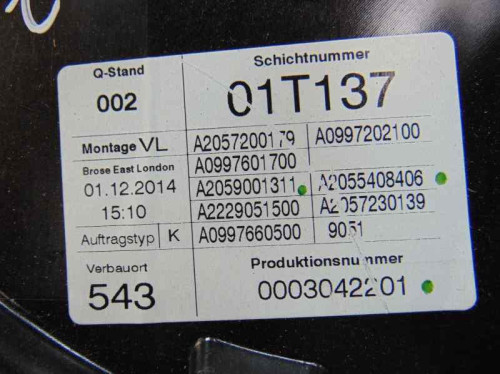 Q-Stand
002
Schichtnummer
01T137
Montage VL
A2057200179 A0997202100
Brose East London
A0997601700
01.12.2014
A2059001311 A2055408406
15:10
A2229051500 A2057230139
Auftragstyp K
A0997660500 9051
Verbauort
543
Produktionsnummer
0003042201